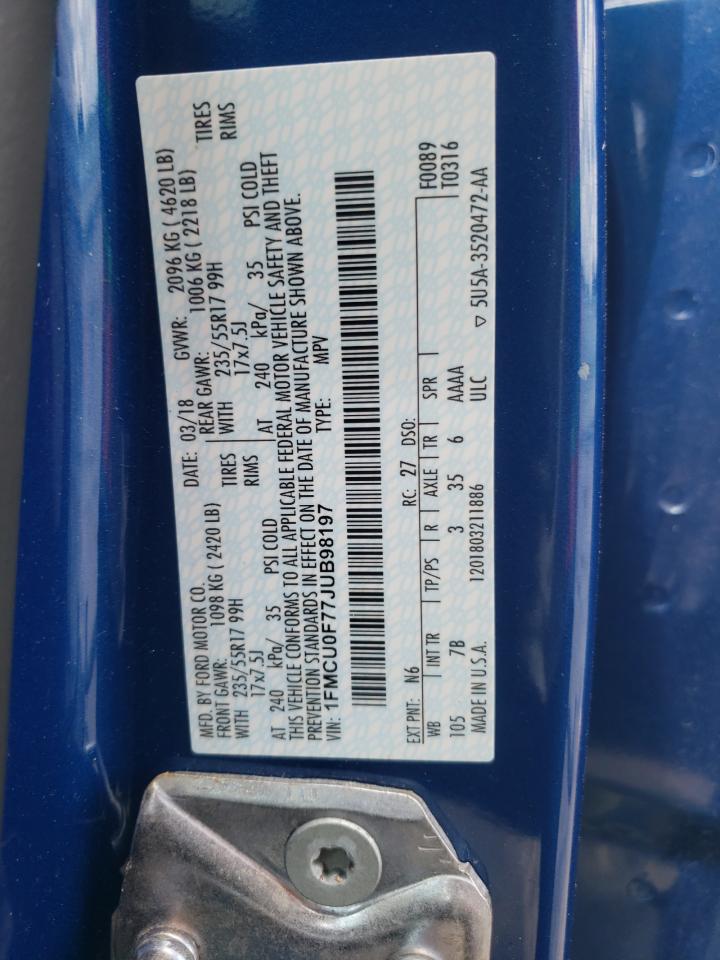 MFD. BY FORD MOTOR CO.
DATE: 03/18 GVWR: 2096 KG ( 4620 LB)
FRONT GAWR: 1098 KG ( 2420 LB) REAR GAWR: 1006 KG ( 2218 LB)
WITH 235/55R17 99H TIRES WITH 235/55R17 99H TIRES
17x7.5J RIMS 17x7.5J RIMS
AT 240 kPa/ 35 PSI COLD AT 240 kPa/ 35 PSI COLD
THIS VEHICLE CONFORMS TO ALL APPLICABLE FEDERAL MOTOR VEHICLE SAFETY AND THEFT
PREVENTION STANDARDS IN EFFECT ON THE DATE OF MANUFACTURE SHOWN ABOVE.
VIN: 1FMCU0F77JUB98197 TYPE: MPV
F0089
EXT PNT: N6 RC: 27 DSO: T0316
WB INT TR TP/PS R AXLE TR SPR
105 7B 3 35 6 AAAA
▽ 5U5A-3520472-AA
MADE IN U.S.A. 1201803211886 ULC